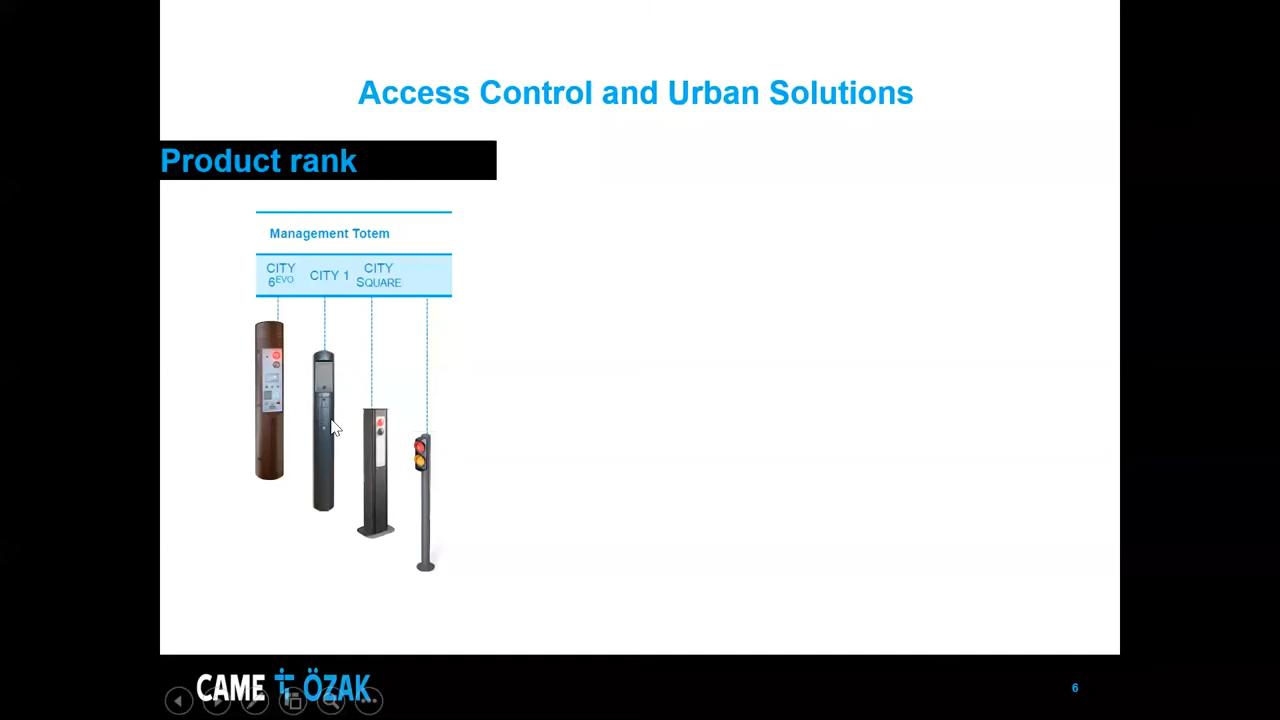 Access Control and Urban Solutions
Product rank
Management Totem
CITY 6EVO
CITY 1
CITY SQUARE
CAME ÖZAK
6